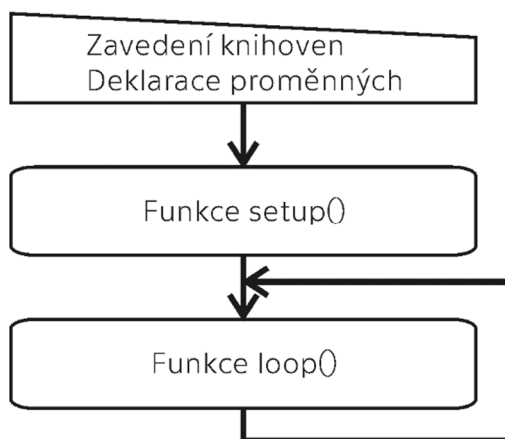 Zavedení knihoven
Deklarace proměnných
Funkce setup()
Funkce loop()